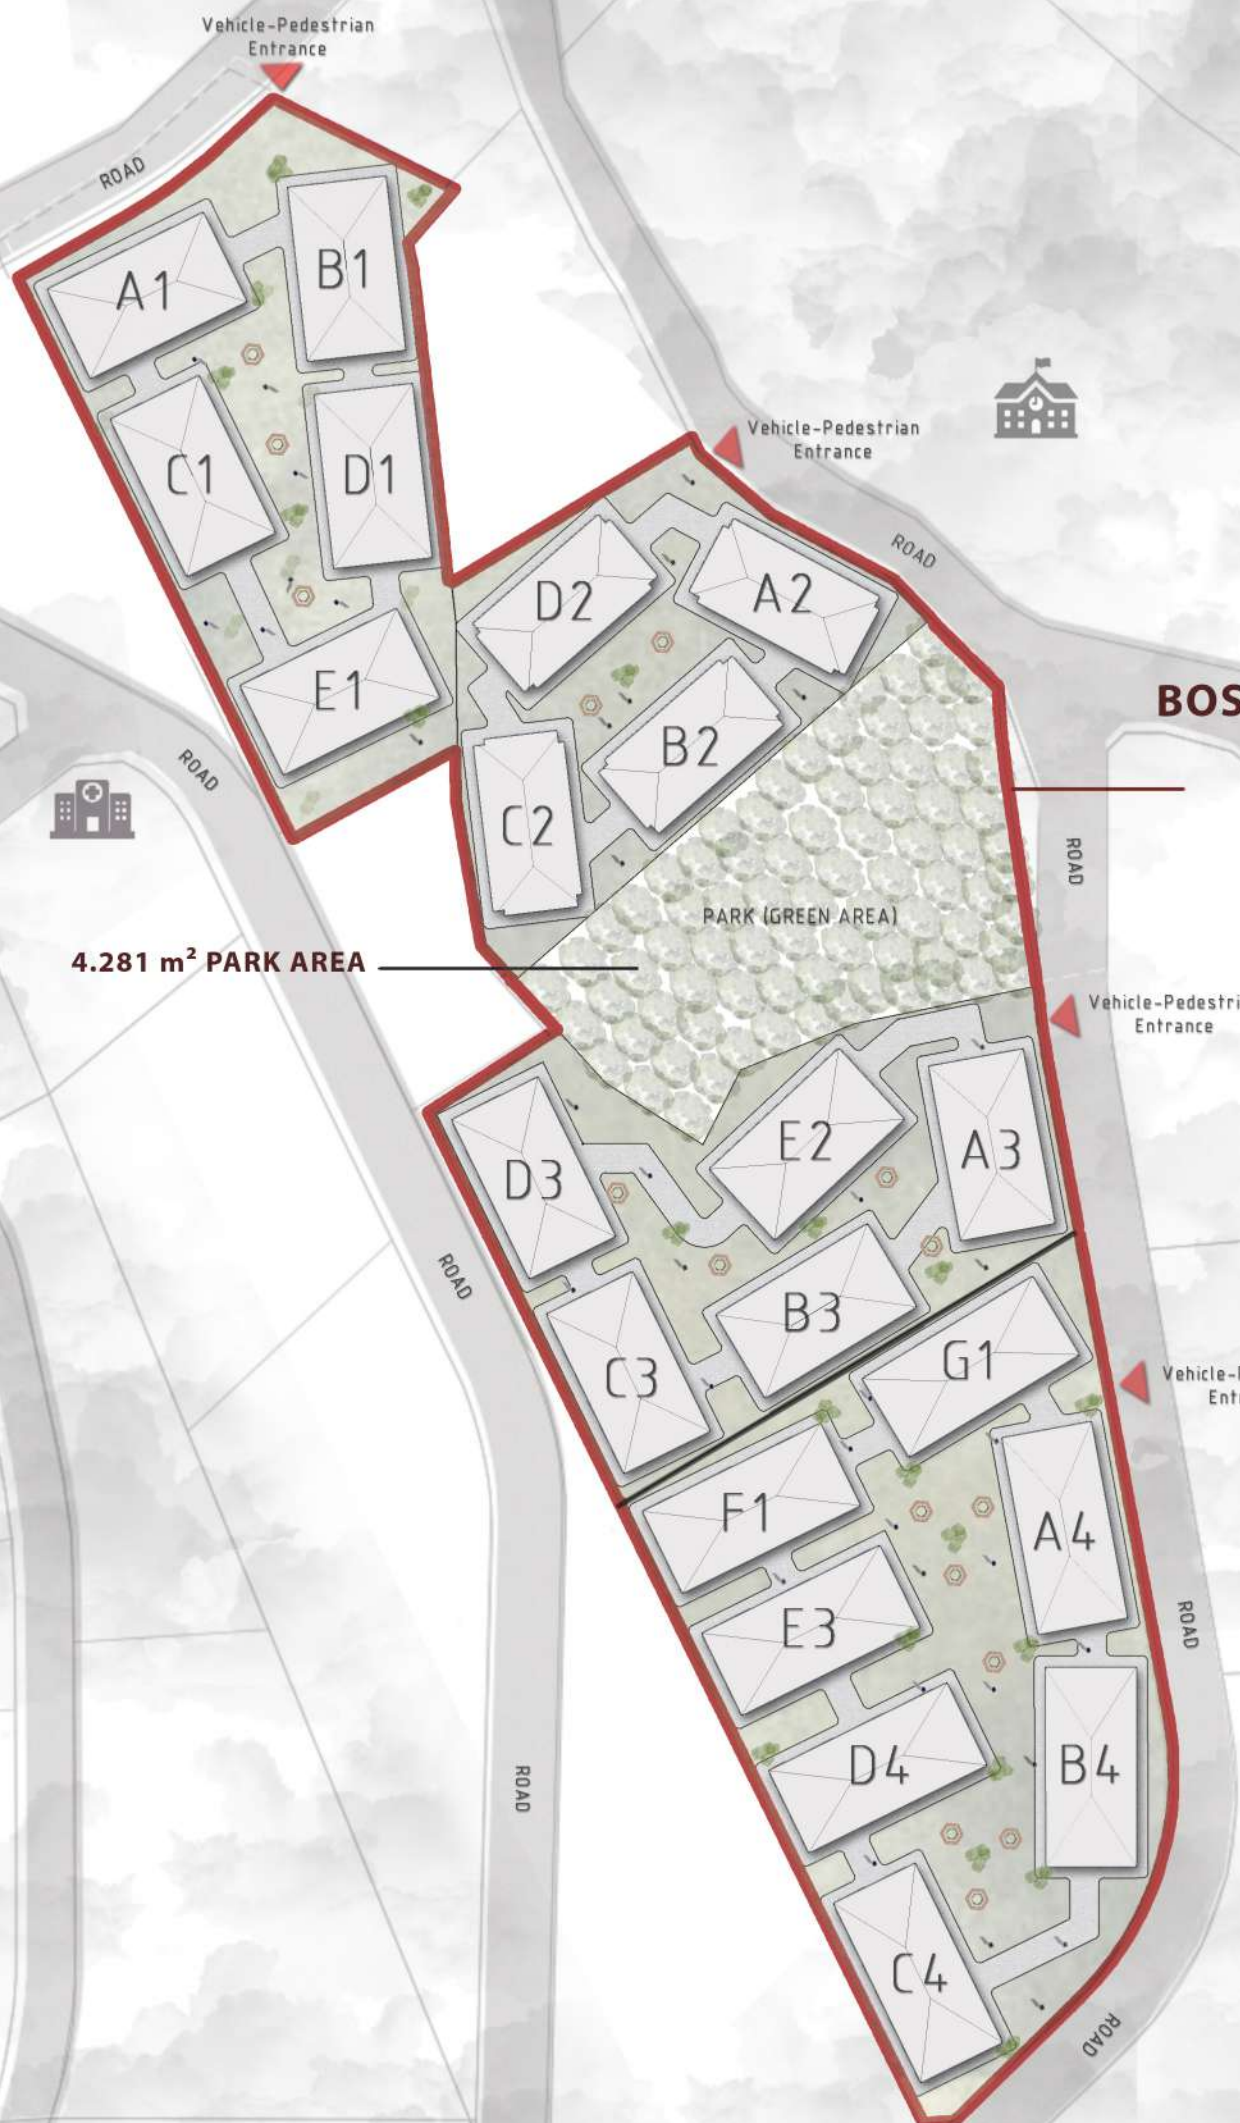 Vehicle-Pedestrian
Entrance
ROAD
B1
A1
Vehicle-Pedestrian
Entrance
C1
D1
ROAD
D2
A2
E1
BOS
B2
ROAD
C2
ROAD
PARK (GREEN AREA)
4.281 m² PARK AREA
Vehicle-Pedestri
Entrance
E2
A3
D3
ROAD
B3
G1
C3
Vehicle-
Ent
F1
A4
E3
ROAD
D4
B4
ROAD
C4
ROAD